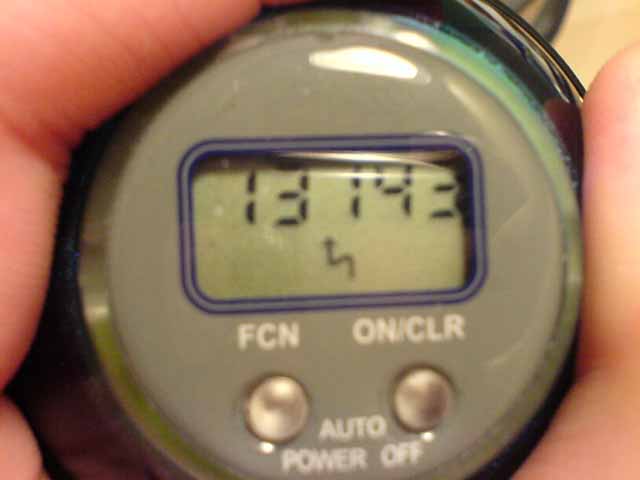 13143
FCN ON/CLR
AUTO
POWER OFF